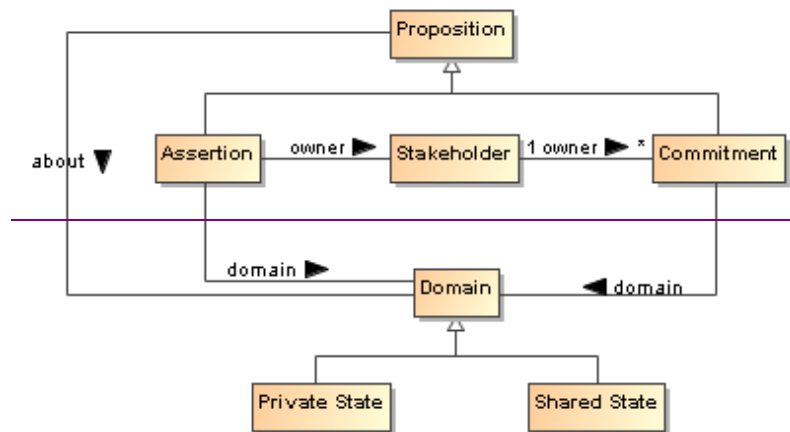 Proposition
Assertion
owner
Stakeholder
1 owner
*
Commitment
about
domain
Domain
domain
Private State
Shared State